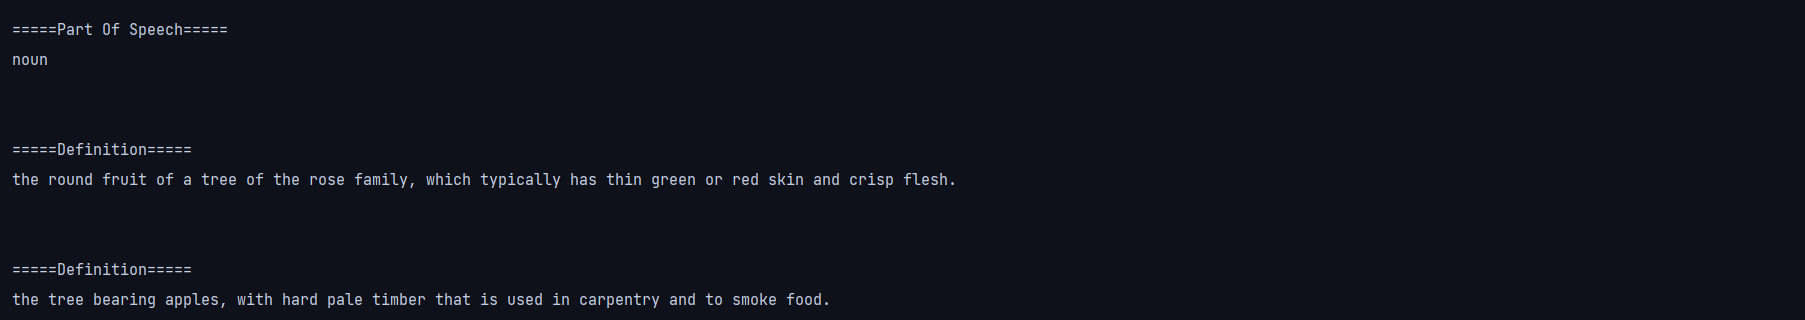 =====Part Of Speech=====
noun
=====Definition=====
the round fruit of a tree of the rose family, which typically has thin green or red skin and crisp flesh.
=====Definition=====
the tree bearing apples, with hard pale timber that is used in carpentry and to smoke food.